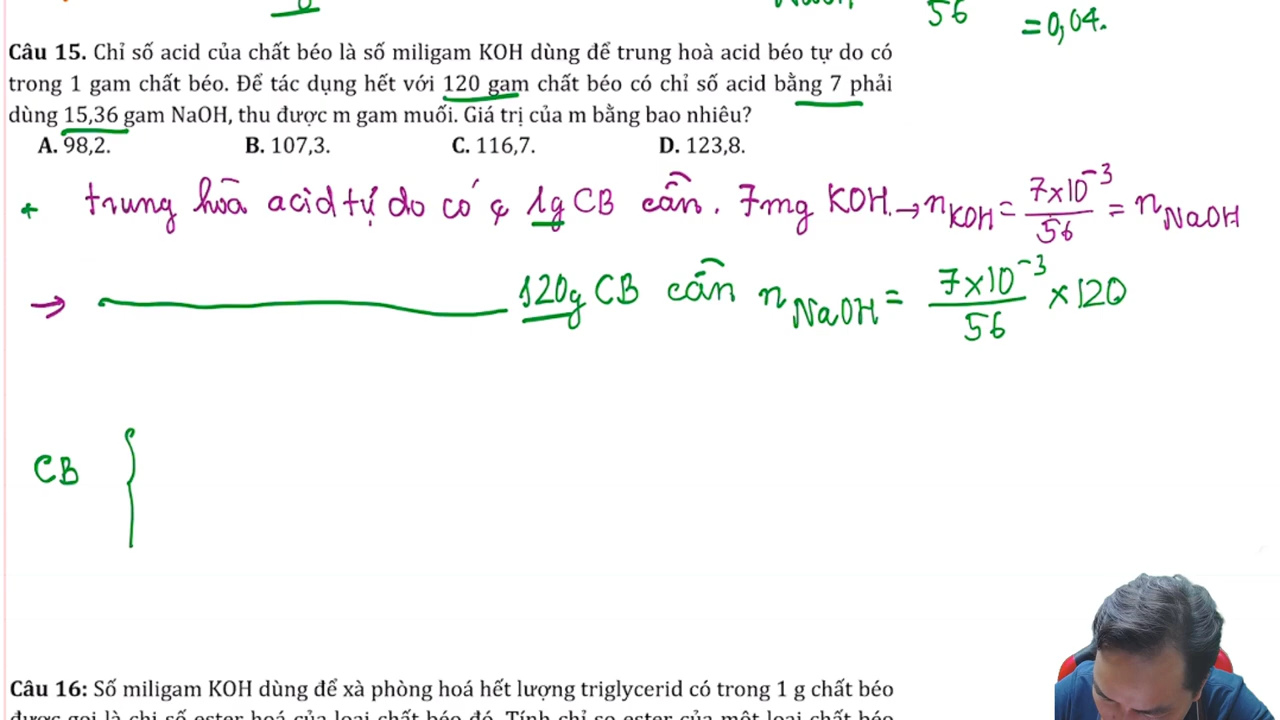 56
= 0,04.
Câu 15. Chỉ số acid của chất béo là số miligam KOH dùng để trung hoà acid béo tự do có
trong 1 gam chất béo. Để tác dụng hết với 120 gam chất béo có chỉ số acid bằng 7 phải
dùng 15,36 gam NaOH, thu được m gam muối. Giá trị của m bằng bao nhiêu?
A. 98,2. B. 107,3. C. 116,7. D. 123,8.
+ trung hoà acid tự do có 1g CB cần. 7mg KOH. → nKOH = 7×10⁻³/56 = nNaOH
→ 120g CB cần nNaOH = 7×10⁻³/56 × 120
CB {
Câu 16: Số miligam KOH dùng để xà phòng hoá hết lượng triglycerid có trong 1 g chất béo